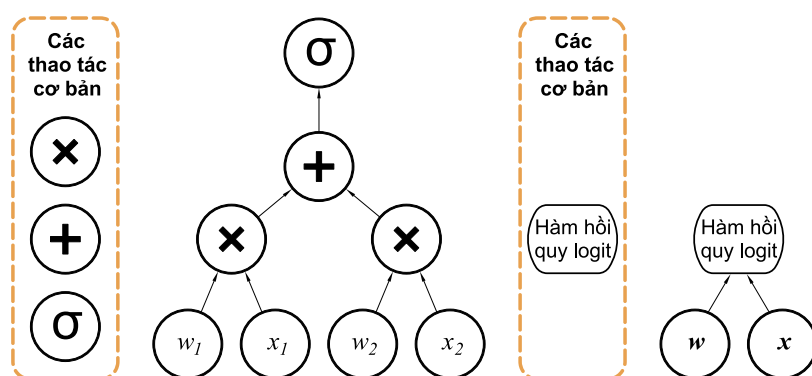 Các
thao tác
cơ bản
×
+
σ
σ
+
×
×
w1
x1
w2
x2
Các
thao tác
cơ bản
Hàm hồi
quy logit
Hàm hồi
quy logit
w
x